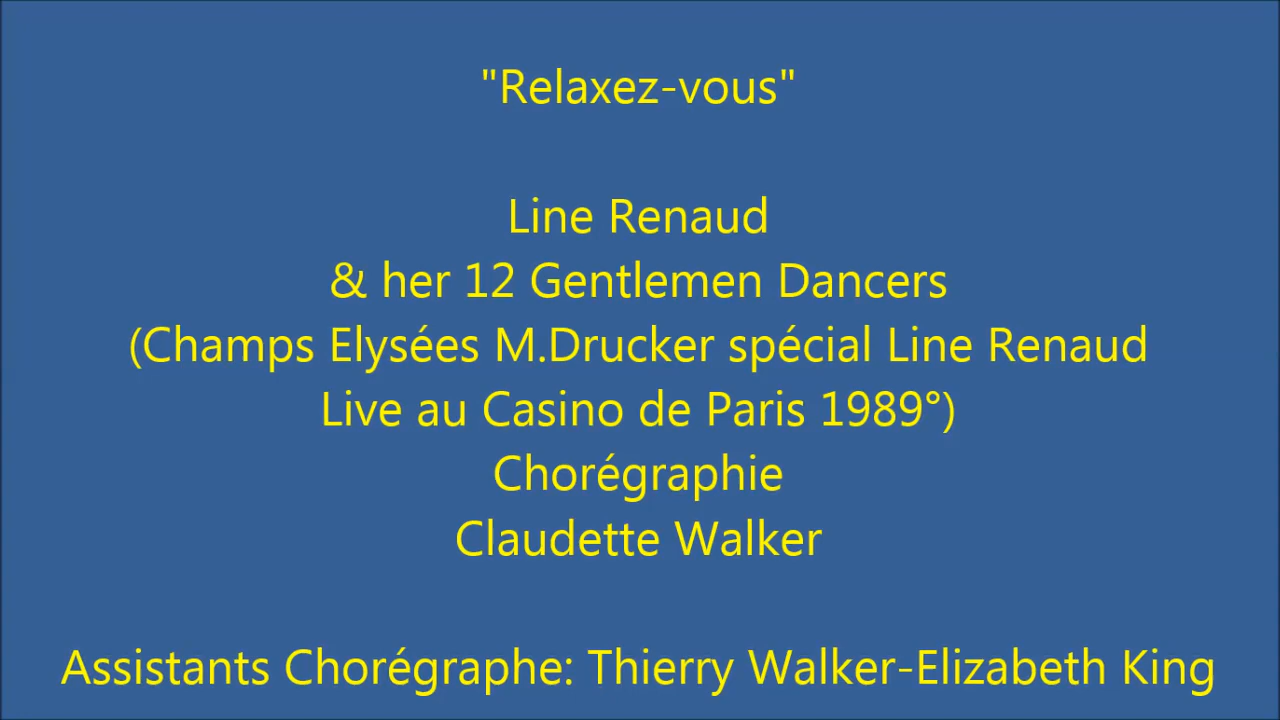 "Relaxez-vous"
Line Renaud
& her 12 Gentlemen Dancers
(Champs Elysées M.Drucker spécial Line Renaud
Live au Casino de Paris 1989°)
Chorégraphie
Claudette Walker
Assistants Chorégraphe: Thierry Walker-Elizabeth King